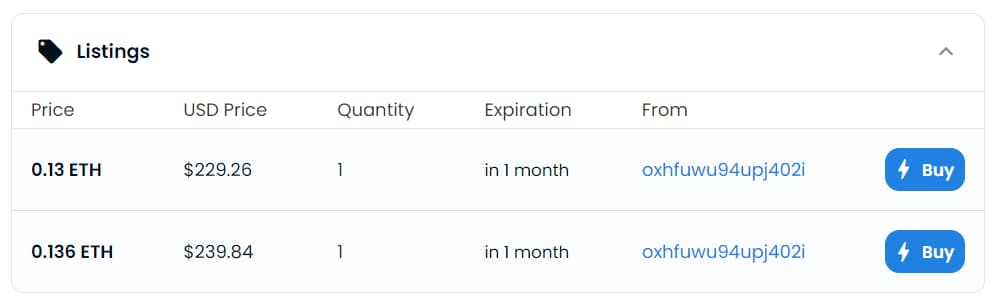 Listings
Price USD Price Quantity Expiration From
0.13 ETH $229.26 1 in 1 month oxhfuwu94upj402i Buy
0.136 ETH $239.84 1 in 1 month oxhfuwu94upj402i Buy